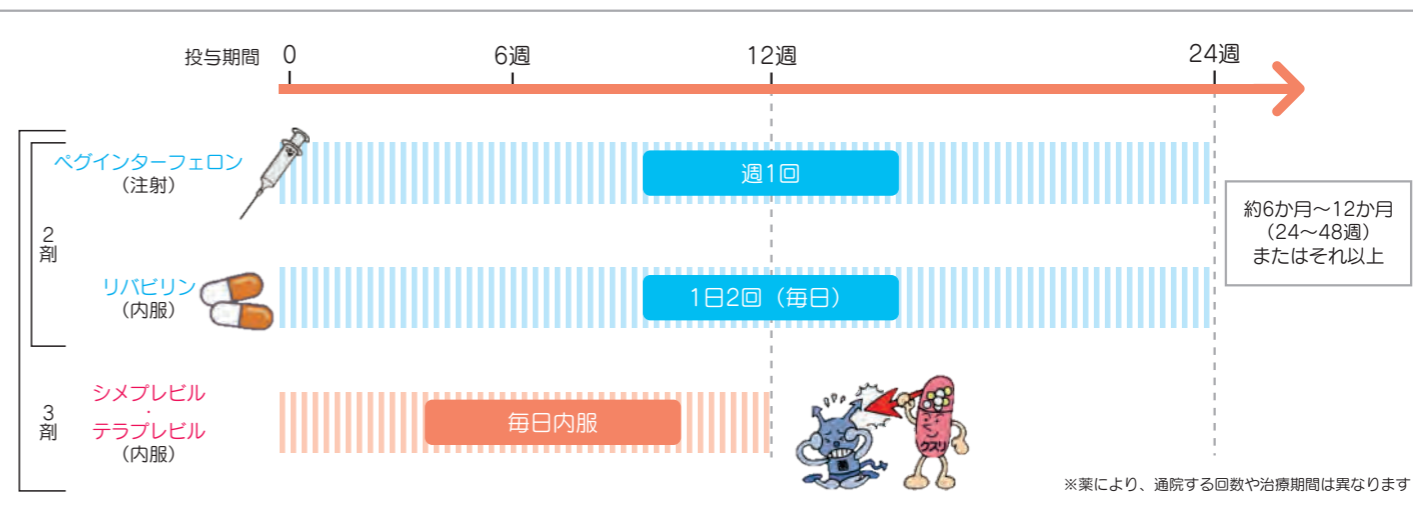 投与期間 0 6週 12週 24週
ペグインターフェロン
（注射）
週1回
2剤
リバビリン
（内服）
1日2回（毎日）
約6か月～12か月
（24～48週）
またはそれ以上
3剤
シメプレビル
・
テラプレビル
（内服）
毎日内服
クスリ
※薬により、通院する回数や治療期間は異なります